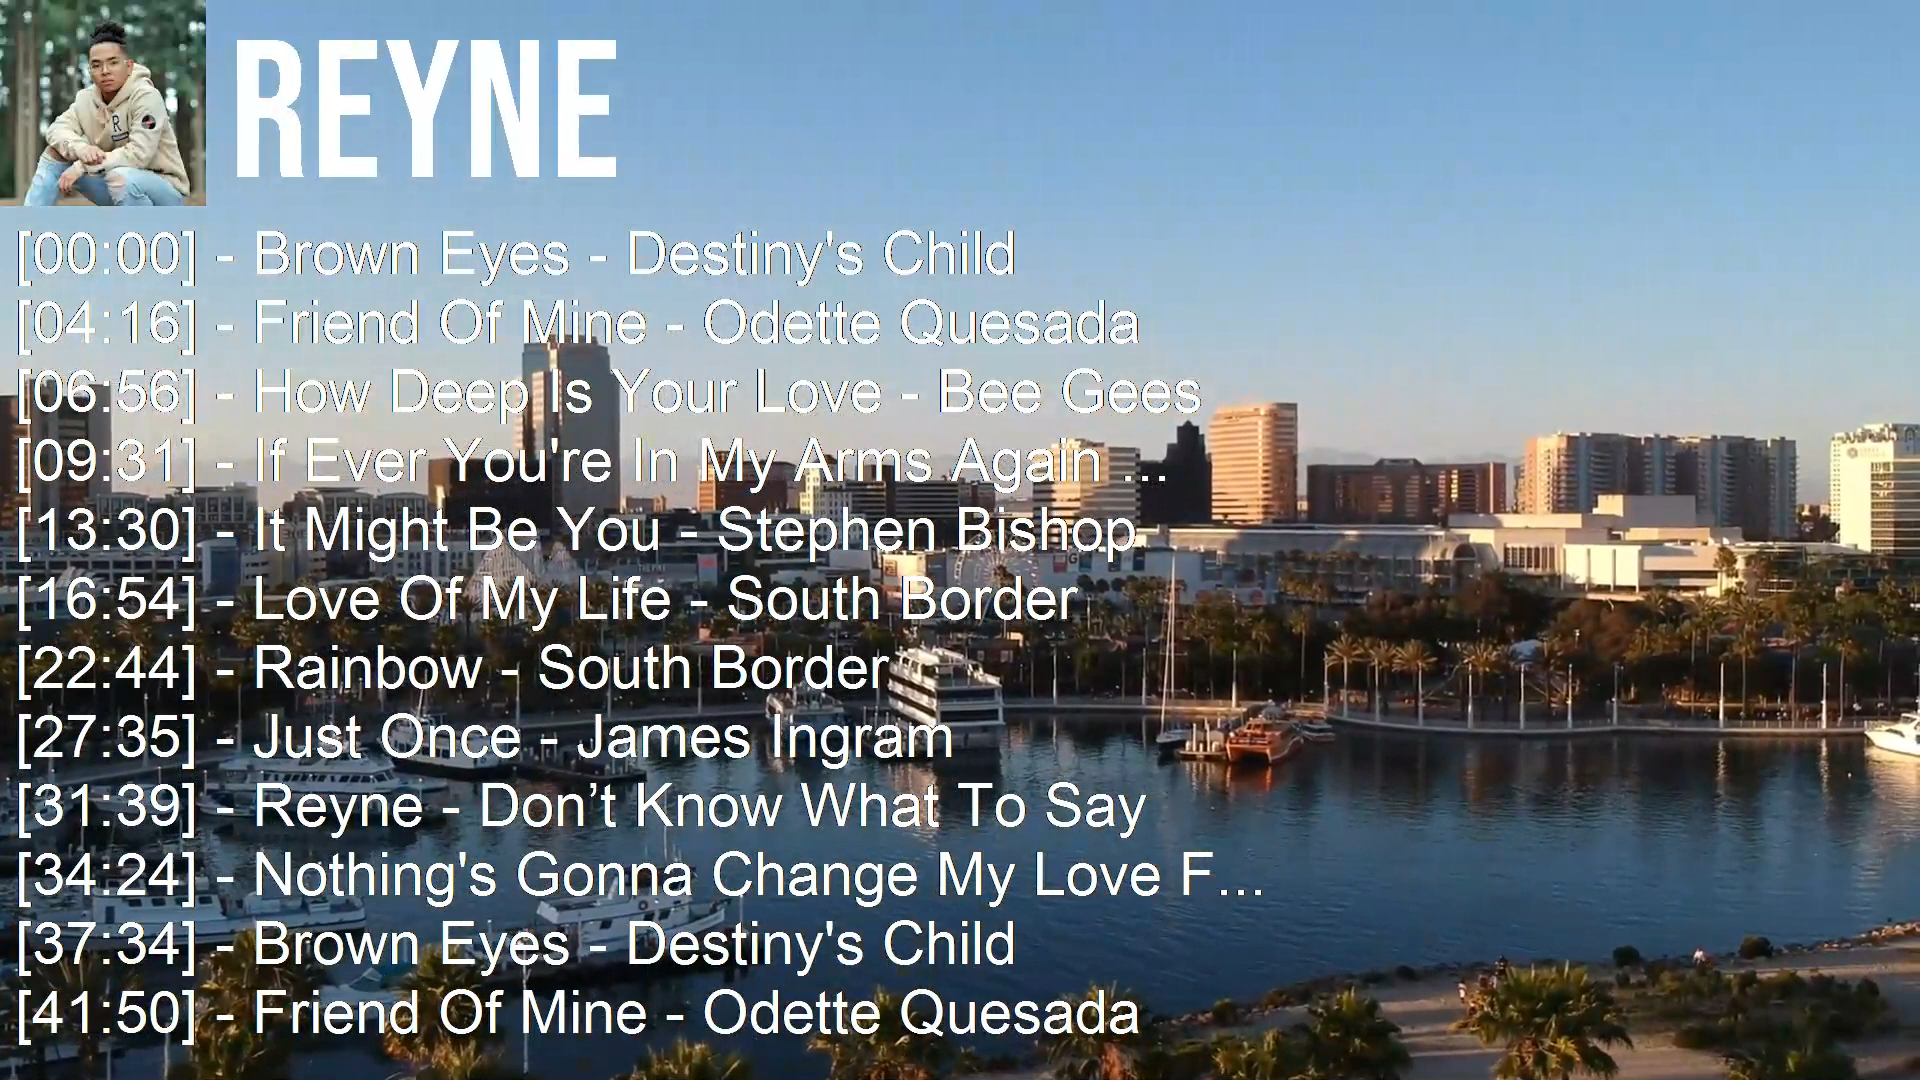 REYNE
[00:00] - Brown Eyes - Destiny's Child
[04:16] - Friend Of Mine - Odette Quesada
[06:56] - How Deep Is Your Love - Bee Gees
[09:31] - If Ever You're In My Arms Again ...
[13:30] - It Might Be You - Stephen Bishop
[16:54] - Love Of My Life - South Border
[22:44] - Rainbow - South Border
[27:35] - Just Once - James Ingram
[31:39] - Reyne - Don’t Know What To Say
[34:24] - Nothing's Gonna Change My Love F...
[37:34] - Brown Eyes - Destiny's Child
[41:50] - Friend Of Mine - Odette Quesada